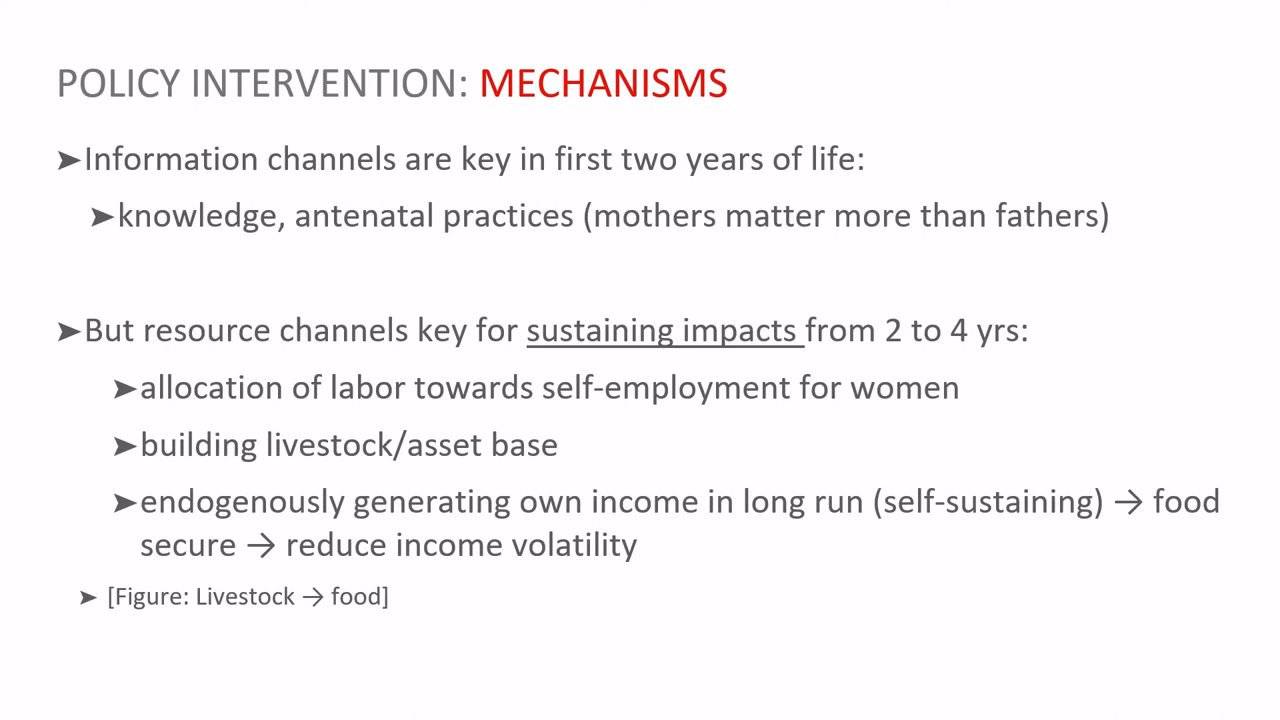 POLICY INTERVENTION: MECHANISMS
➤Information channels are key in first two years of life:
➤knowledge, antenatal practices (mothers matter more than fathers)
➤But resource channels key for sustaining impacts from 2 to 4 yrs:
➤allocation of labor towards self-employment for women
➤building livestock/asset base
➤endogenously generating own income in long run (self-sustaining) → food
secure → reduce income volatility
➤ [Figure: Livestock → food]